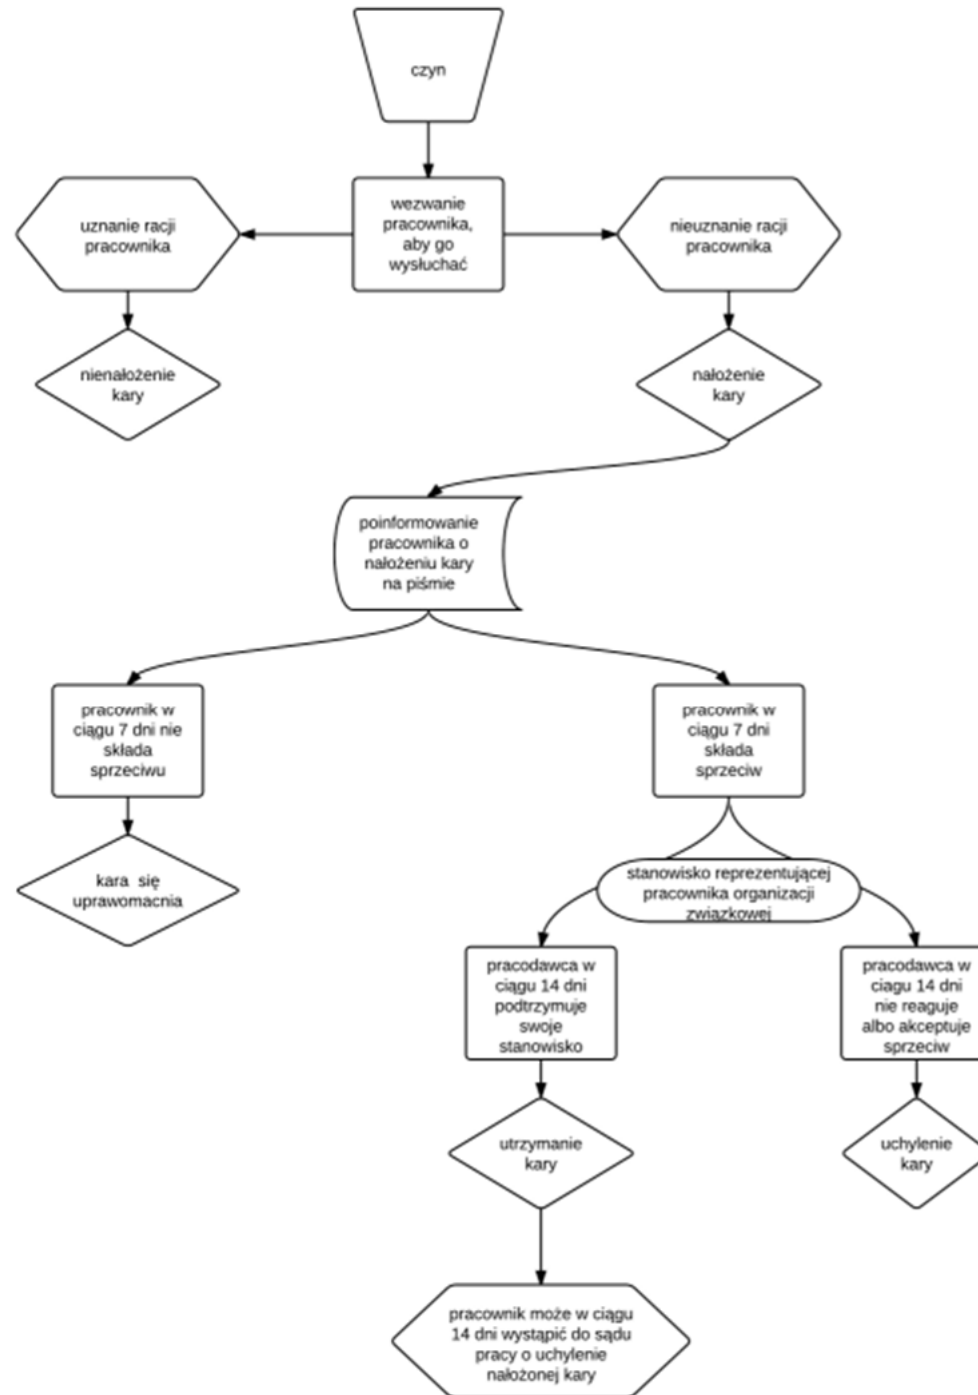 czyn
wezwanie
pracownika,
aby go
wysłuchać
uznanie racji
pracownika
nieuznanie racji
pracownika
nienałożenie
kary
nałożenie
kary
poinformowanie
pracownika o
nałożeniu kary
na piśmie
pracownik w
ciągu 7 dni nie
składa
sprzeciwu
pracownik w
ciągu 7 dni
składa
sprzeciw
kara się
uprawomacnia
stanowisko reprezentującej
pracownika organizacji
związkowej
pracodawca w
ciągu 14 dni
podtrzymuje
swoje
stanowisko
pracodawca w
ciagu 14 dni
nie reaguje
albo akceptuje
sprzeciw
utrzymanie
kary
uchylenie
kary
pracownik może w ciągu
14 dni wystąpić do sądu
pracy o uchylenie
nałożonej kary